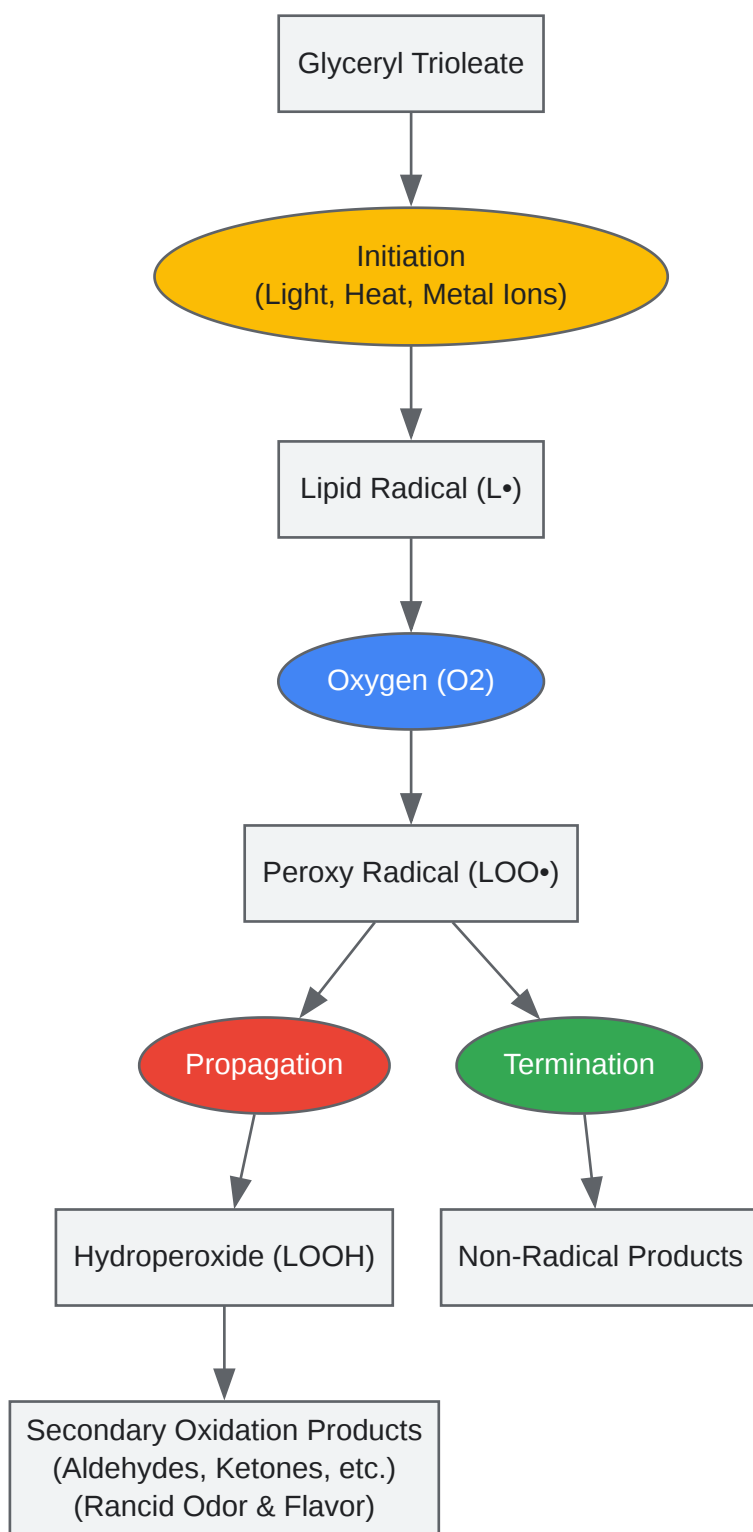 Glyceryl Trioleate
Initiation
(Light, Heat, Metal Ions)
Lipid Radical (L•)
Oxygen (O2)
Peroxy Radical (LOO•)
Propagation
Termination
Hydroperoxide (LOOH)
Non-Radical Products
Secondary Oxidation Products
(Aldehydes, Ketones, etc.)
(Rancid Odor & Flavor)